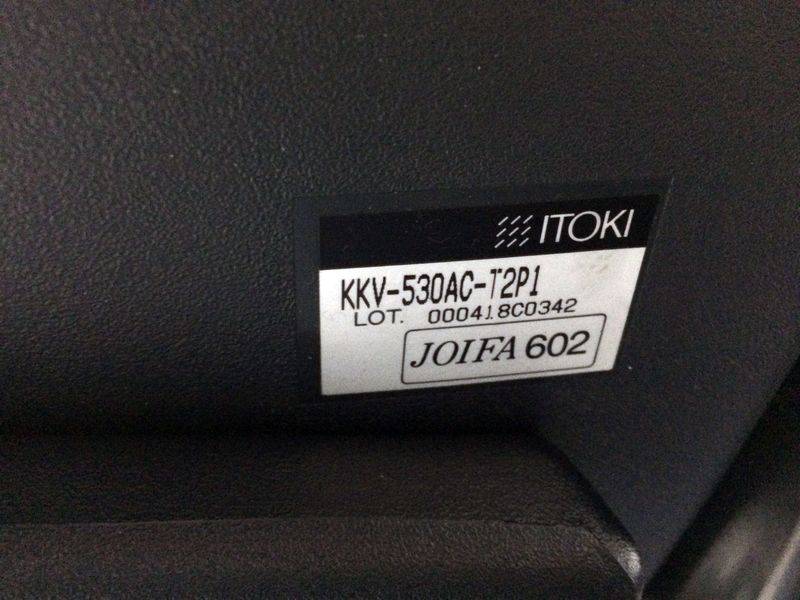 ITOKI
KKV-530AC-T2P1
LOT. 000418C0342
JOIFA 602